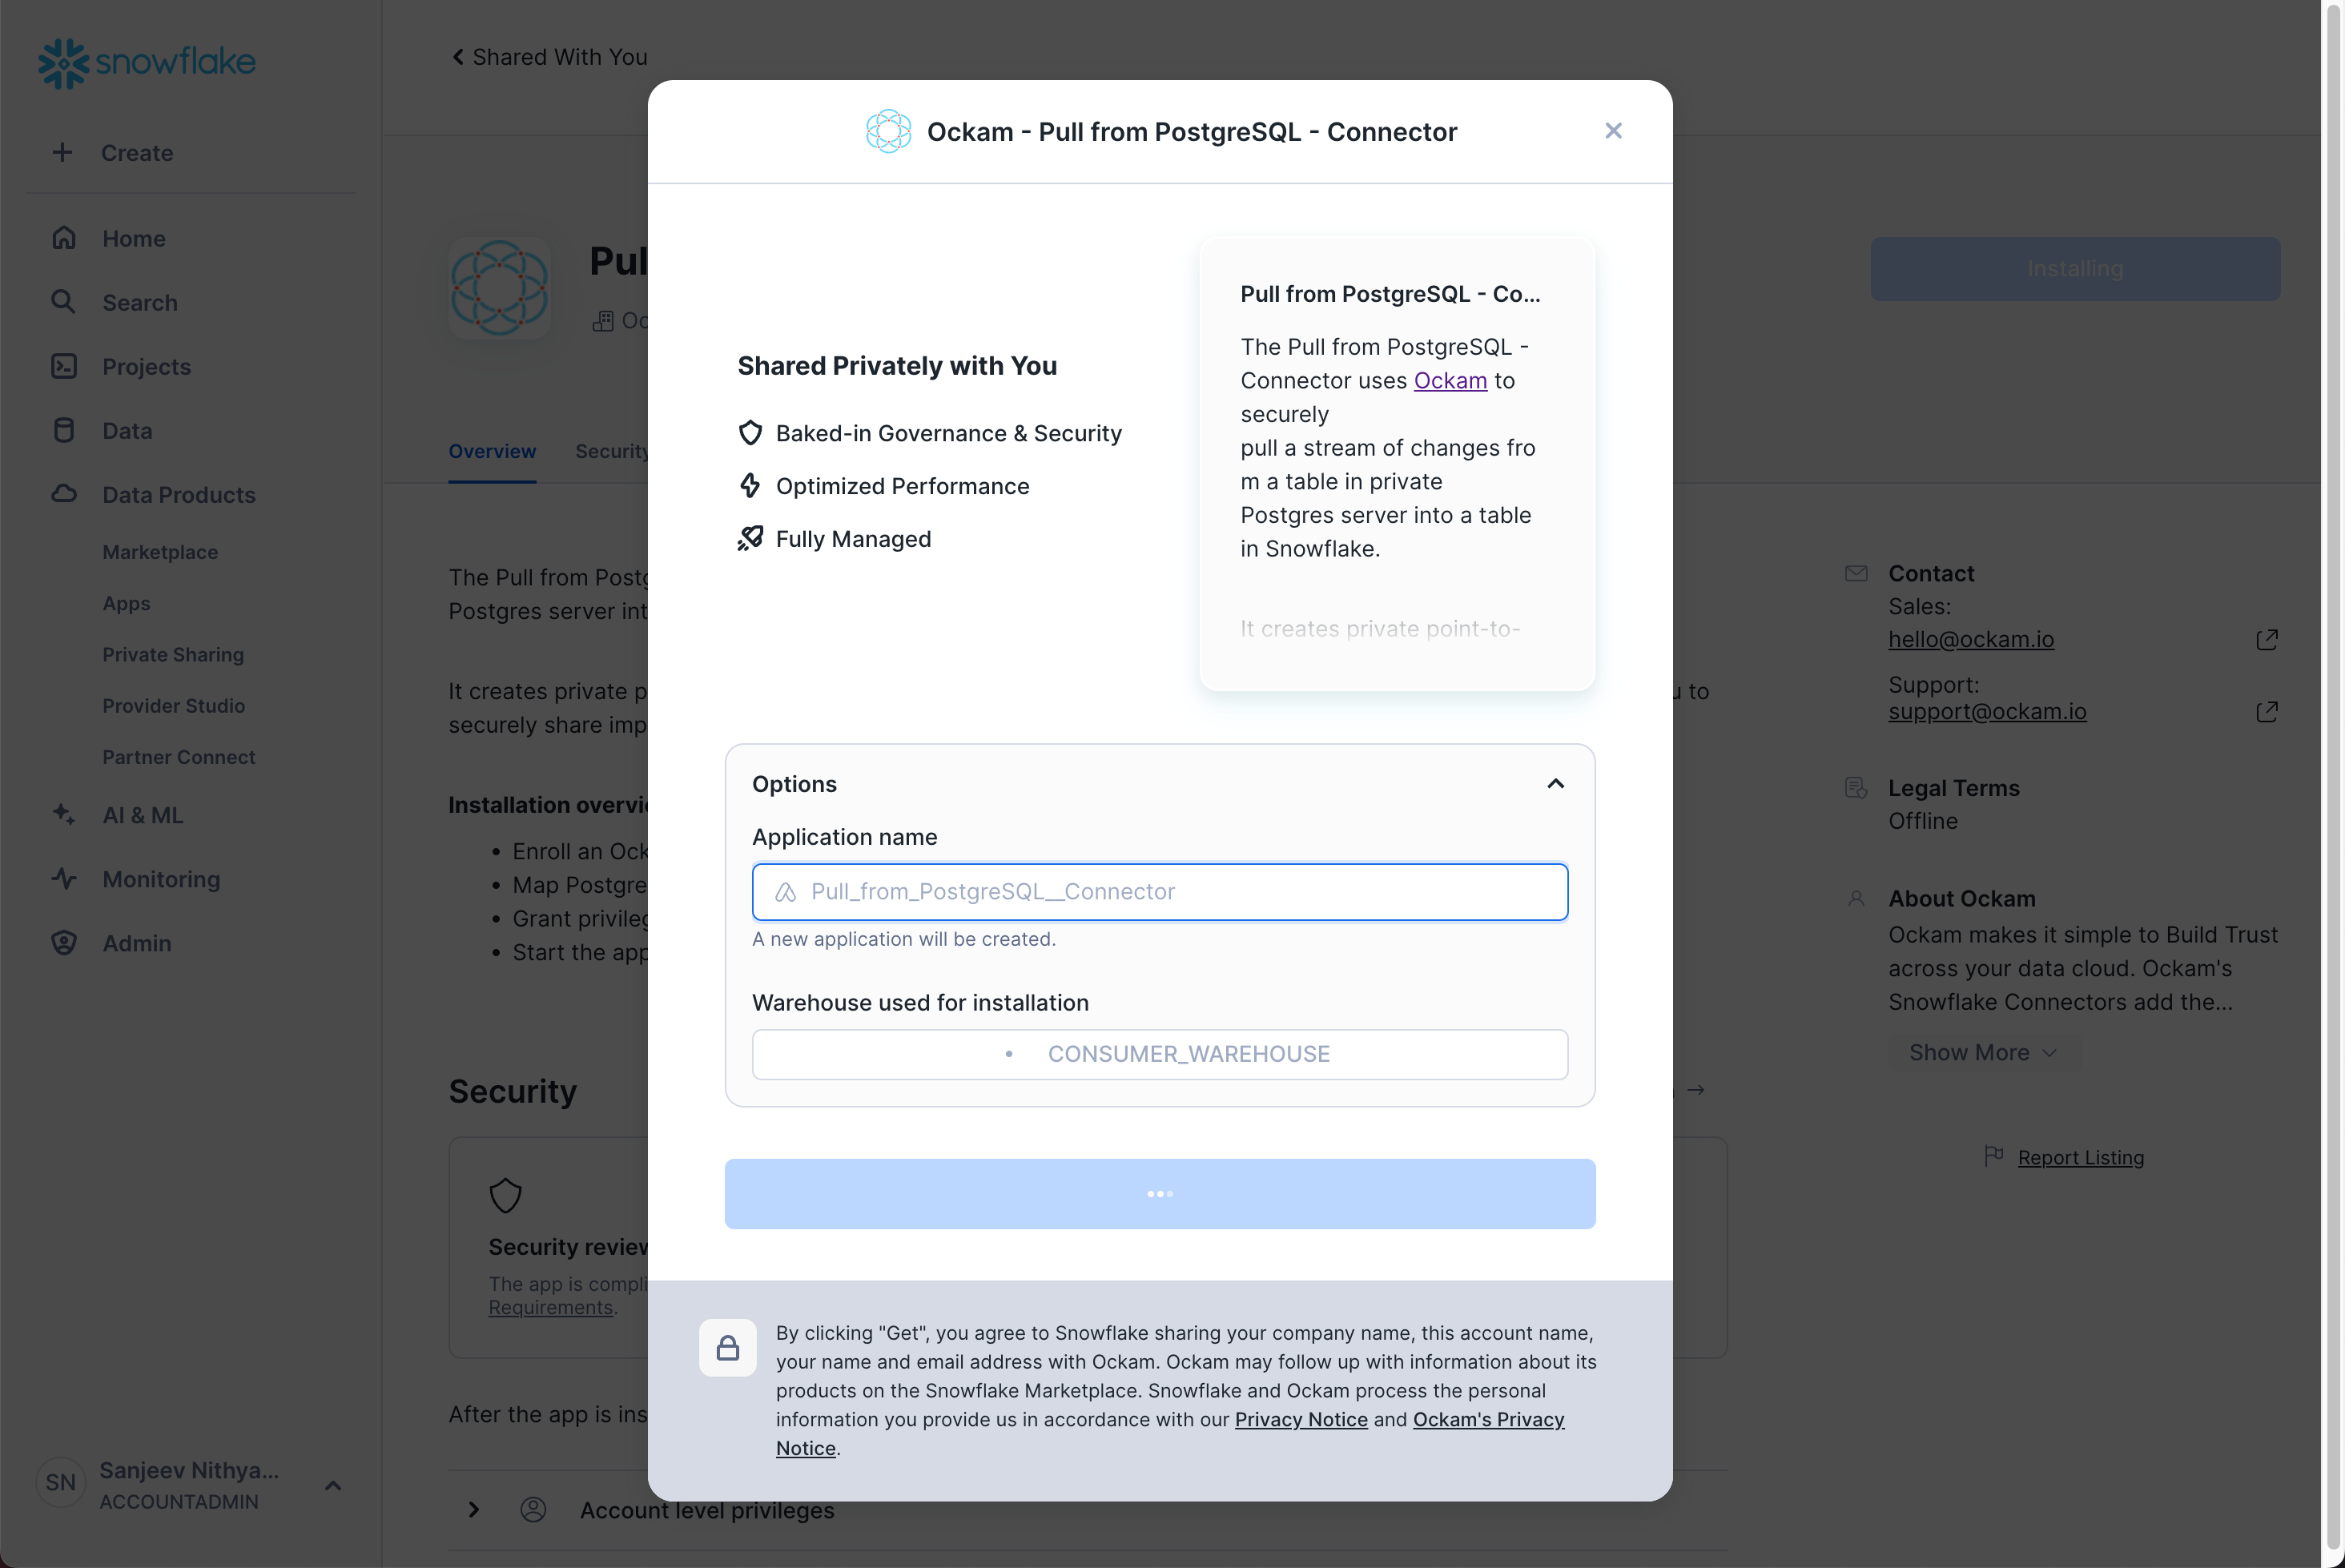 snowflake
Create
Home
Search
Projects
Data
Data Products
Marketplace
Apps
Private Sharing
Provider Studio
Partner Connect
AI & ML
Monitoring
Admin
SN
Sanjeev Nithya...
ACCOUNTADMIN
Shared With You
Pul
Oc
Installing
Overview
Security
The Pull from Postg
Postgres server int
It creates private p
securely share imp
u to
Installation overvi
• Enroll an Ock
• Map Postgre
• Grant privileg
• Start the app
Security
Security review
The app is compli
Requirements.
After the app is ins
Account level privileges
Ockam - Pull from PostgreSQL - Connector
Shared Privately with You
Baked-in Governance & Security
Optimized Performance
Fully Managed
Pull from PostgreSQL - Co...
The Pull from PostgreSQL -
Connector uses Ockam to
securely
pull a stream of changes fro
m a table in private
Postgres server into a table
in Snowflake.
It creates private point-to-
Options
Application name
Pull_from_PostgreSQL__Connector
A new application will be created.
Warehouse used for installation
• CONSUMER_WAREHOUSE
By clicking "Get", you agree to Snowflake sharing your company name, this account name,
your name and email address with Ockam. Ockam may follow up with information about its
products on the Snowflake Marketplace. Snowflake and Ockam process the personal
information you provide us in accordance with our Privacy Notice and Ockam's Privacy
Notice.
Contact
Sales:
hello@ockam.io
Support:
support@ockam.io
Legal Terms
Offline
About Ockam
Ockam makes it simple to Build Trust
across your data cloud. Ockam's
Snowflake Connectors add the...
Show More
Report Listing